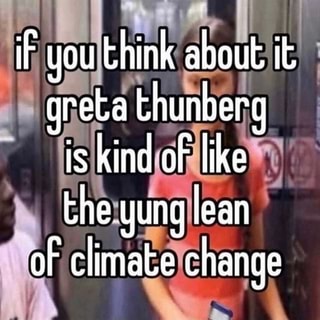 if you think about it
greta thunberg
is kind of like
the yung lean
of climate change